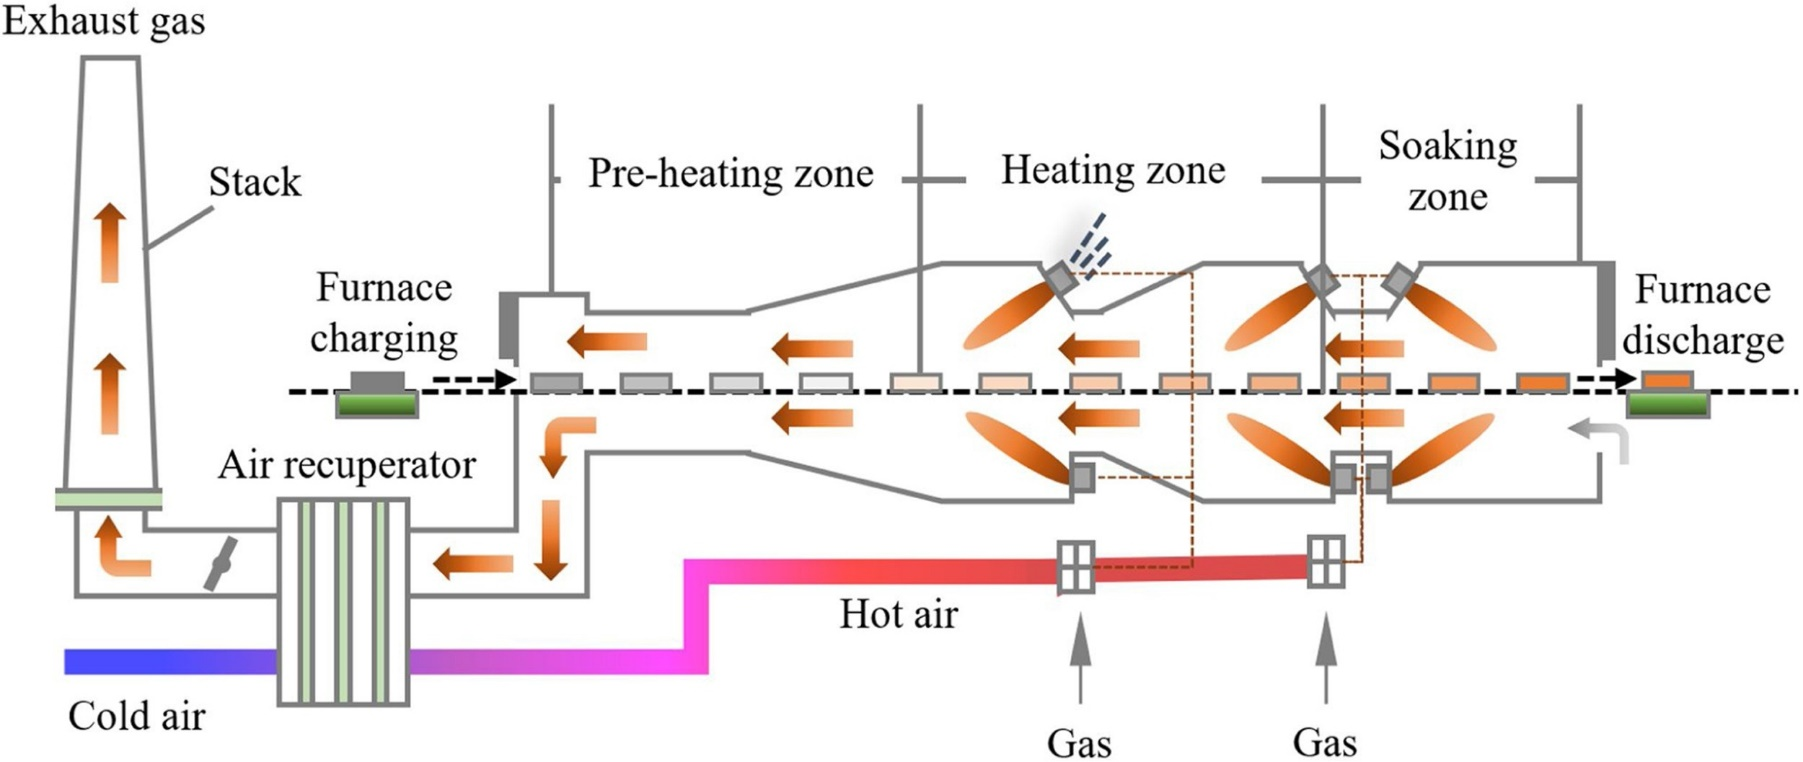 Exhaust gas
Stack
Pre-heating zone
Heating zone
Soaking
zone
Furnace
charging
Furnace
discharge
Air recuperator
Hot air
Cold air
Gas
Gas